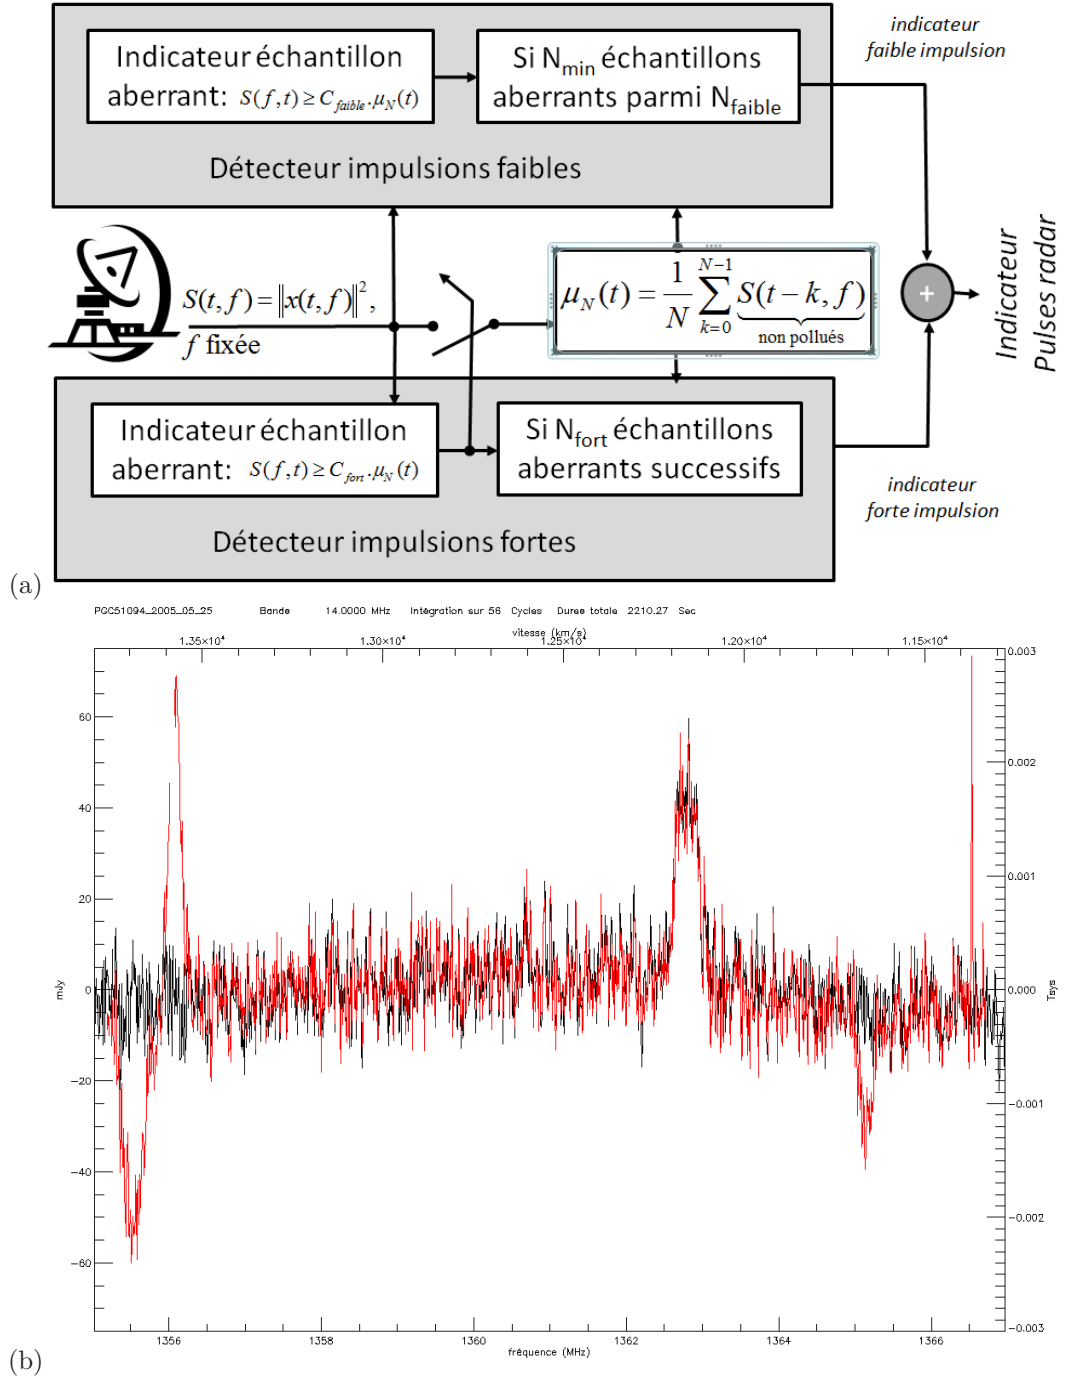 Indicateur échantillon
aberrant: S(f,t) ≥ C_faible.μ_N(t)
Si N_min échantillons
aberrants parmi N_faible
Détecteur impulsions faibles
indicateur
faible impulsion
S(t,f) = ‖x(t,f)‖²,
f fixée
μ_N(t) = 1/N ∑_{k=0}^{N-1} S(t−k,f)
non pollués
+
Indicateur
Pulses radar
Indicateur échantillon
aberrant: S(f,t) ≥ C_fort.μ_N(t)
Si N_fort échantillons
aberrants successifs
Détecteur impulsions fortes
indicateur
forte impulsion
(a)
PGC51094_2005_05_25 Bande 14.0000 MHz Intégration sur 56 Cycles Duree totale 2210.27 Sec
vitesse (km/s)
1.35×10⁴ 1.30×10⁴ 1.25×10⁴ 1.20×10⁴ 1.15×10⁴
60
40
20
0
−20
−40
−60
mJy
0.003
0.002
0.001
0.000
−0.001
−0.002
−0.003
Tsys
1356 1358 1360 1362 1364 1366
fréquence (MHz)
(b)